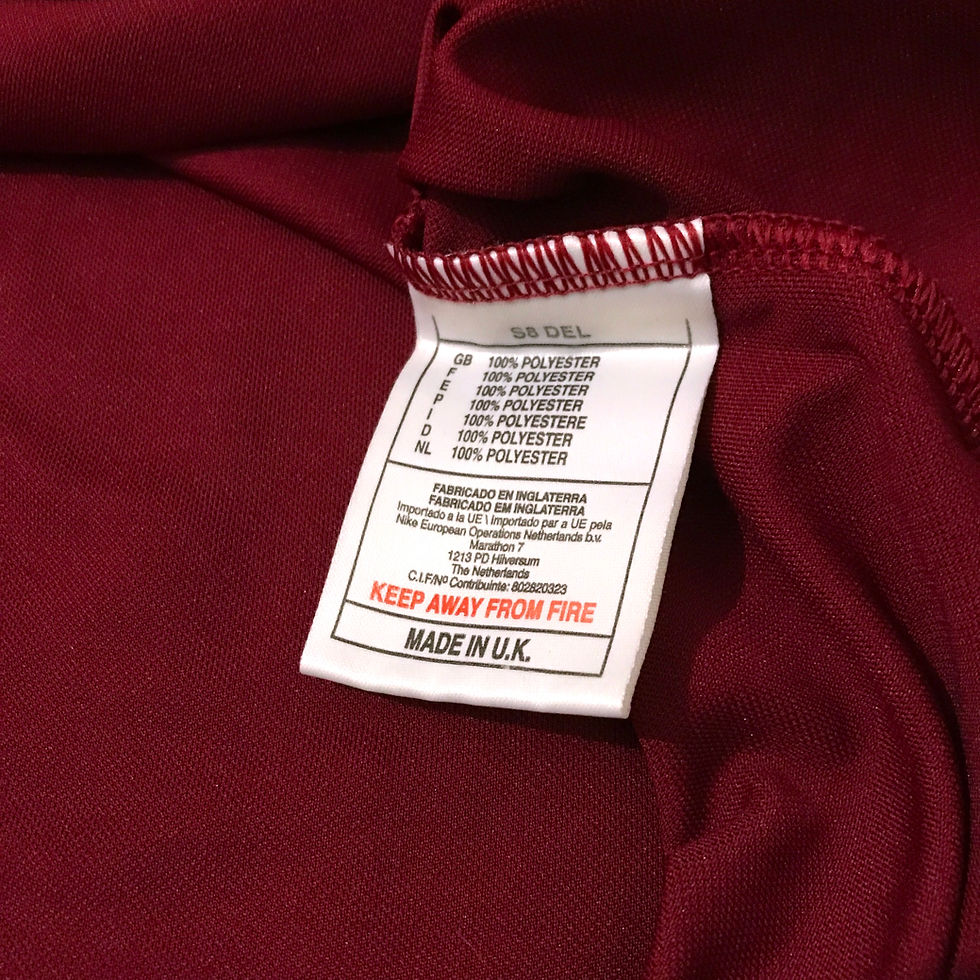 S8 DEL
GB 100% POLYESTER
F 100% POLYESTER
E 100% POLYESTER
P 100% POLYESTER
I 100% POLYESTERE
D 100% POLYESTER
NL 100% POLYESTER
FABRICADO EN INGLATERRA
FABRICADO EM INGLATERRA
Importado a la UE \ Importado par a UE pela
Nike European Operations Netherlands b.v.
Marathon 7
1213 PD Hilversum
The Netherlands
C.I.F/Nº Contribuinte: 802820323
KEEP AWAY FROM FIRE
MADE IN U.K.